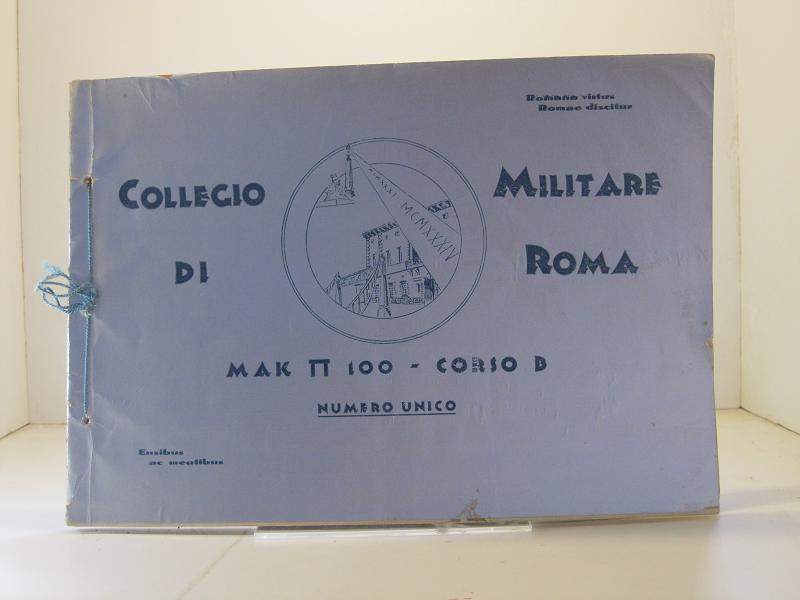 Romana virtus
Romae discitur
COLLEGIO MILITARE
DI ROMA
MCMXXXIV
MAK π 100 - CORSO B
NUMERO UNICO
Ensibus
ac mentibus